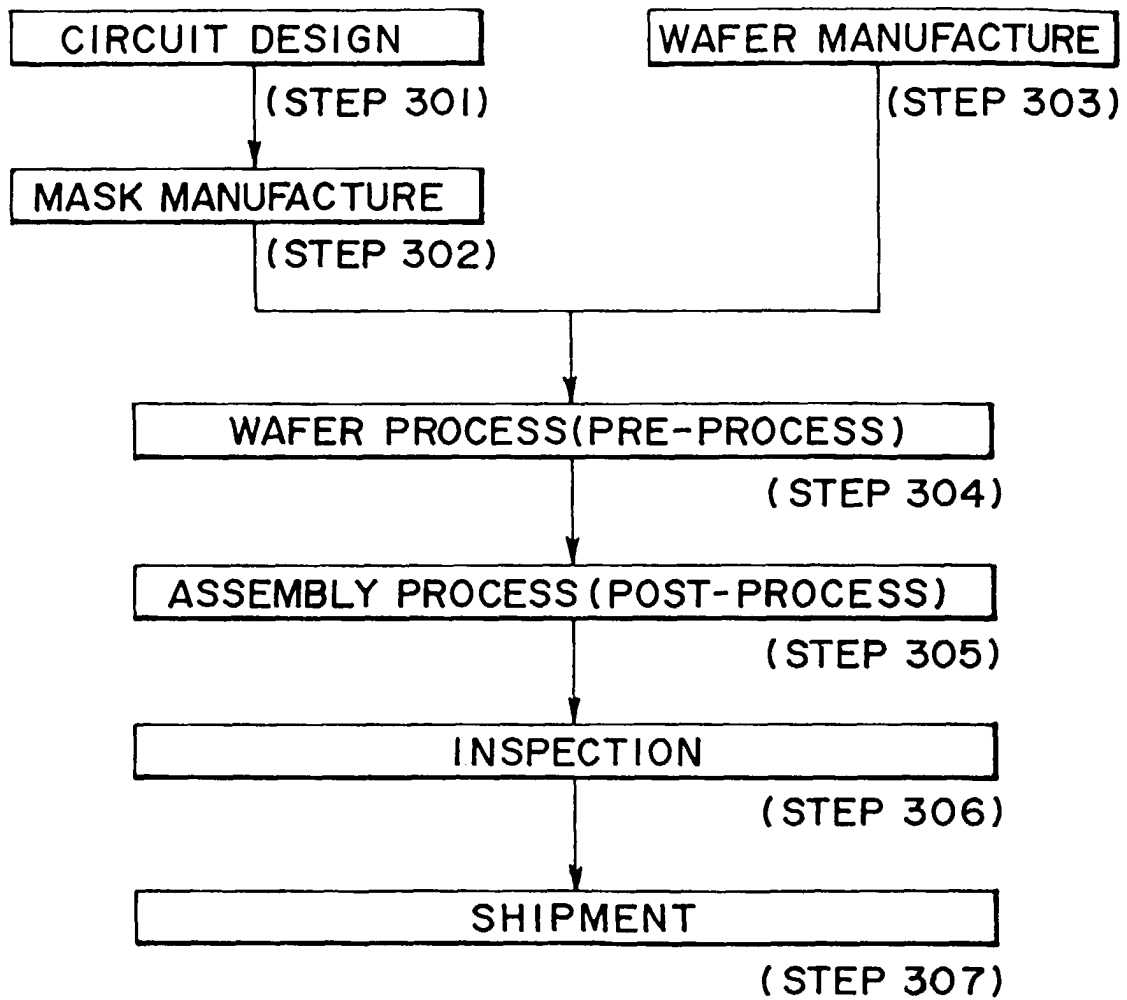 CIRCUIT DESIGN
(STEP 301)
MASK MANUFACTURE
(STEP 302)
WAFER MANUFACTURE
(STEP 303)
WAFER PROCESS(PRE-PROCESS)
(STEP 304)
ASSEMBLY PROCESS(POST-PROCESS)
(STEP 305)
INSPECTION
(STEP 306)
SHIPMENT
(STEP 307)